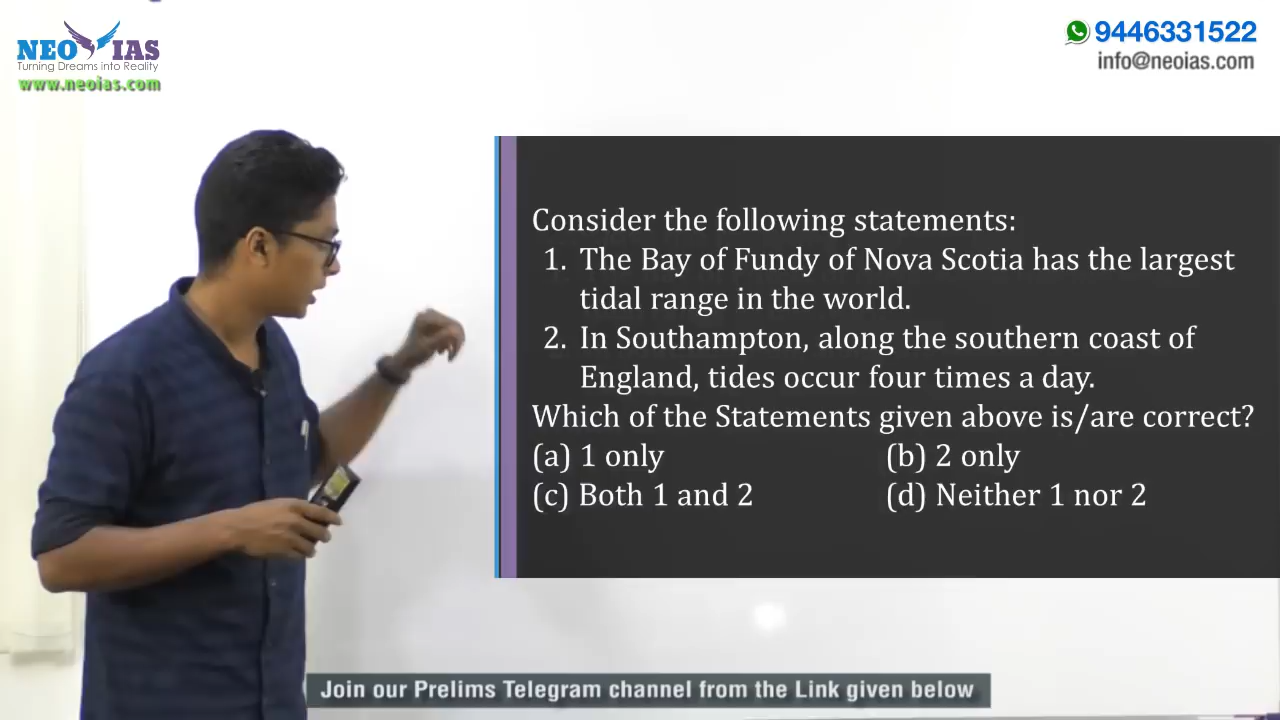 NEO IAS
Turning Dreams into Reality
www.neoias.com
9446331522
info@neoias.com
Consider the following statements:
1. The Bay of Fundy of Nova Scotia has the largest
tidal range in the world.
2. In Southampton, along the southern coast of
England, tides occur four times a day.
Which of the Statements given above is/are correct?
(a) 1 only (b) 2 only
(c) Both 1 and 2 (d) Neither 1 nor 2
Join our Prelims Telegram channel from the Link given below